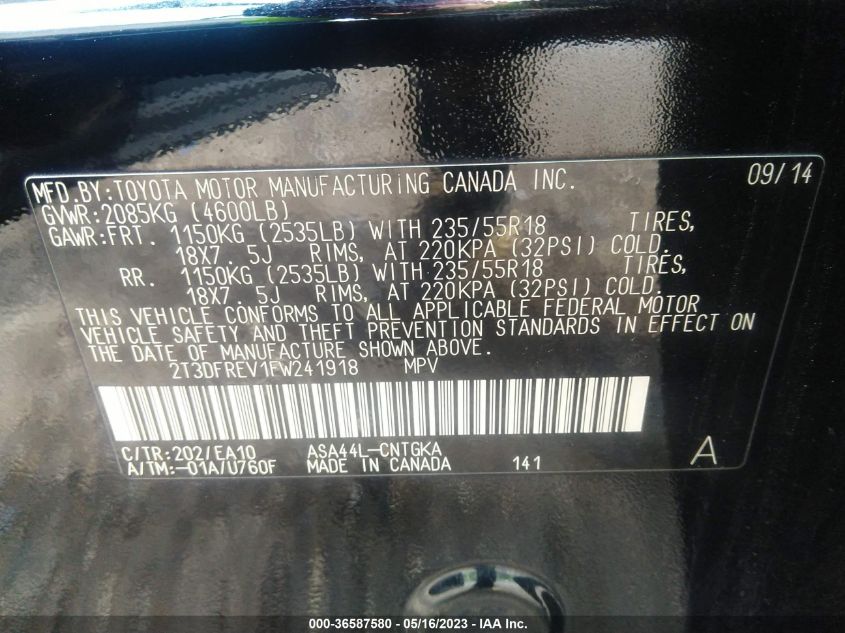 MFD.BY:TOYOTA MOTOR MANUFACTURING CANADA INC. 09/14
GVWR:2085KG (4600LB)
GAWR:FRT. 1150KG (2535LB) WITH 235/55R18 TIRES,
18X7.5J RIMS, AT 220KPA (32PSI) COLD.
RR. 1150KG (2535LB) WITH 235/55R18 TIRES,
18X7.5J RIMS, AT 220KPA (32PSI) COLD.
THIS VEHICLE CONFORMS TO ALL APPLICABLE FEDERAL MOTOR
VEHICLE SAFETY AND THEFT PREVENTION STANDARDS IN EFFECT ON
THE DATE OF MANUFACTURE SHOWN ABOVE.
2T3DFREV1FW241918 MPV
C/TR:202/EA10 ASA44L-CNTGKA
A/TM:-01A/U760F MADE IN CANADA 141 A
000-36587580 - 05/16/2023 - IAA Inc.